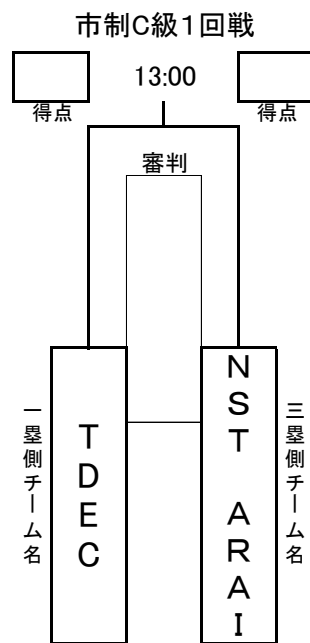 市制C級１回戦
13:00
得点
得点
審判
一塁側チーム名
TDEC
NST ARAI
三塁側チーム名